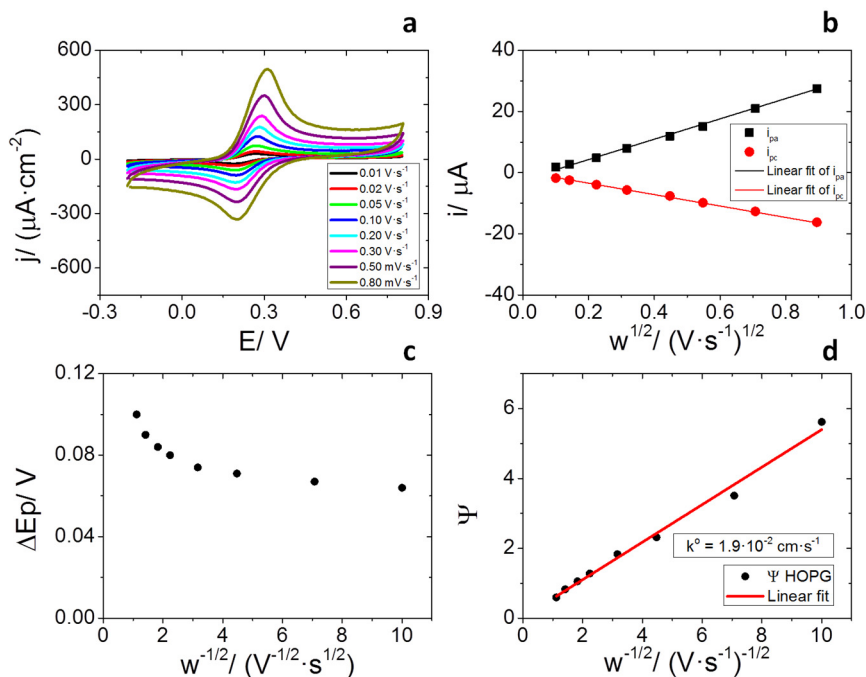 a
600
300
0
-300
-600
j/ (μA·cm⁻²)
0.01 V·s⁻¹
0.02 V·s⁻¹
0.05 V·s⁻¹
0.10 V·s⁻¹
0.20 V·s⁻¹
0.30 V·s⁻¹
0.50 mV·s⁻¹
0.80 mV·s⁻¹
-0.3 0.0 0.3 0.6 0.9
E/ V
b
40
20
0
-20
-40
i/ μA
i_pa
i_pc
Linear fit of i_pa
Linear fit of i_pc
0.0 0.2 0.4 0.6 0.8 1.0
w^1/2/ (V·s⁻¹)^1/2
c
0.12
0.08
0.04
0.00
ΔEp/ V
0 2 4 6 8 10
w^-1/2/ (V^-1/2·s^1/2)
d
6
4
2
0
Ψ
k° = 1.9·10⁻² cm·s⁻¹
Ψ HOPG
Linear fit
0 2 4 6 8 10
w^-1/2/ (V·s⁻¹)^-1/2